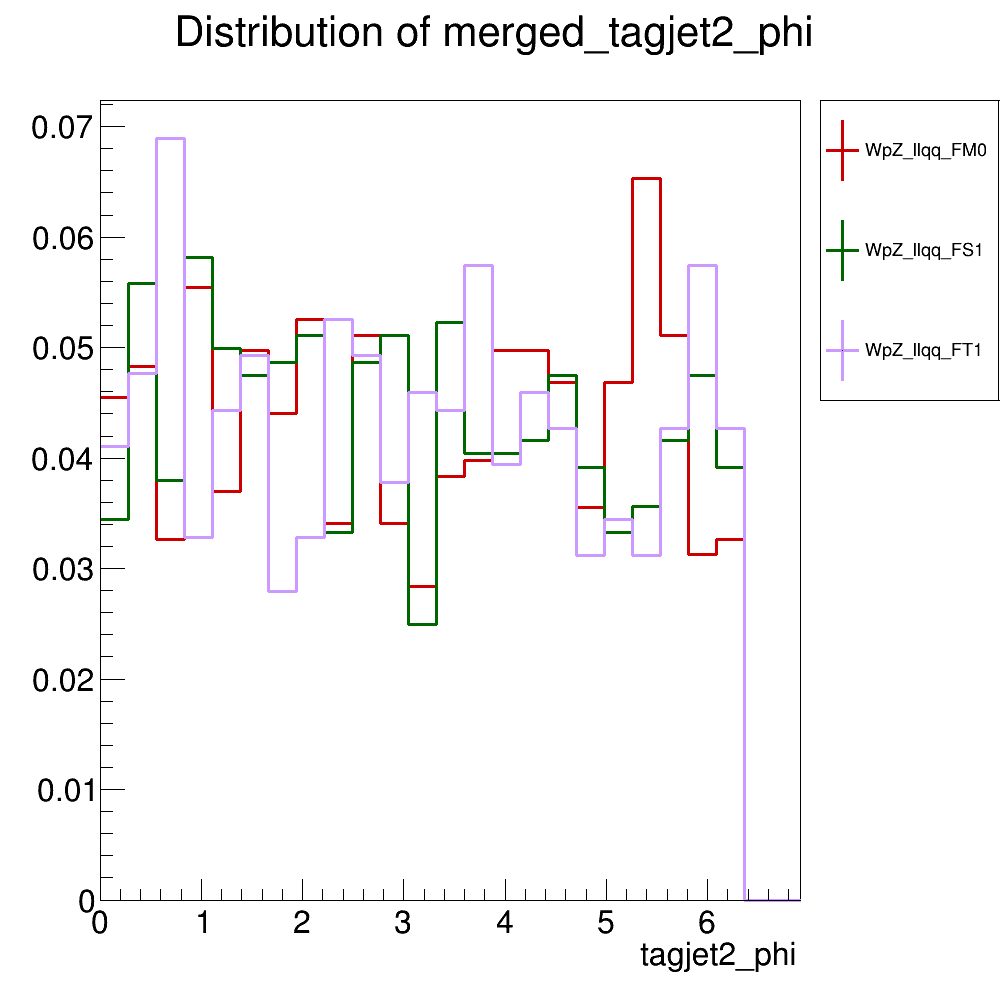 Distribution of merged_tagjet2_phi
0.07
0.06
0.05
0.04
0.03
0.02
0.01
0
0 1 2 3 4 5 6
tagjet2_phi
WpZ_llqq_FM0
WpZ_llqq_FS1
WpZ_llqq_FT1